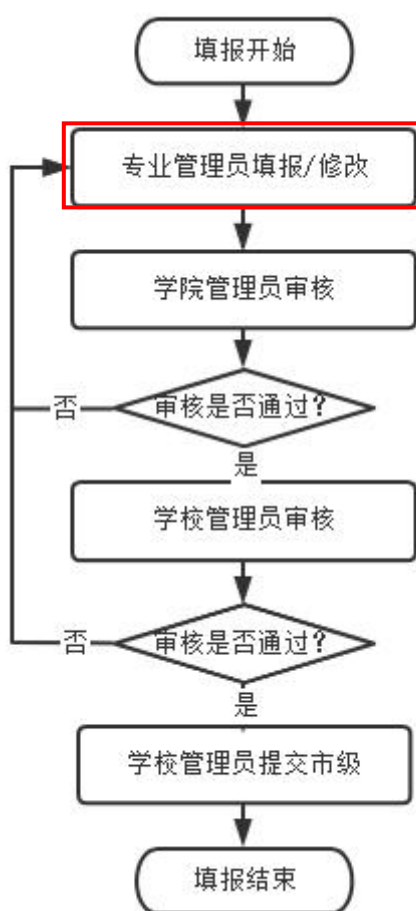 填报开始
专业管理员填报/修改
学院管理员审核
审核是否通过?
否
是
学校管理员审核
审核是否通过?
否
是
学校管理员提交市级
填报结束